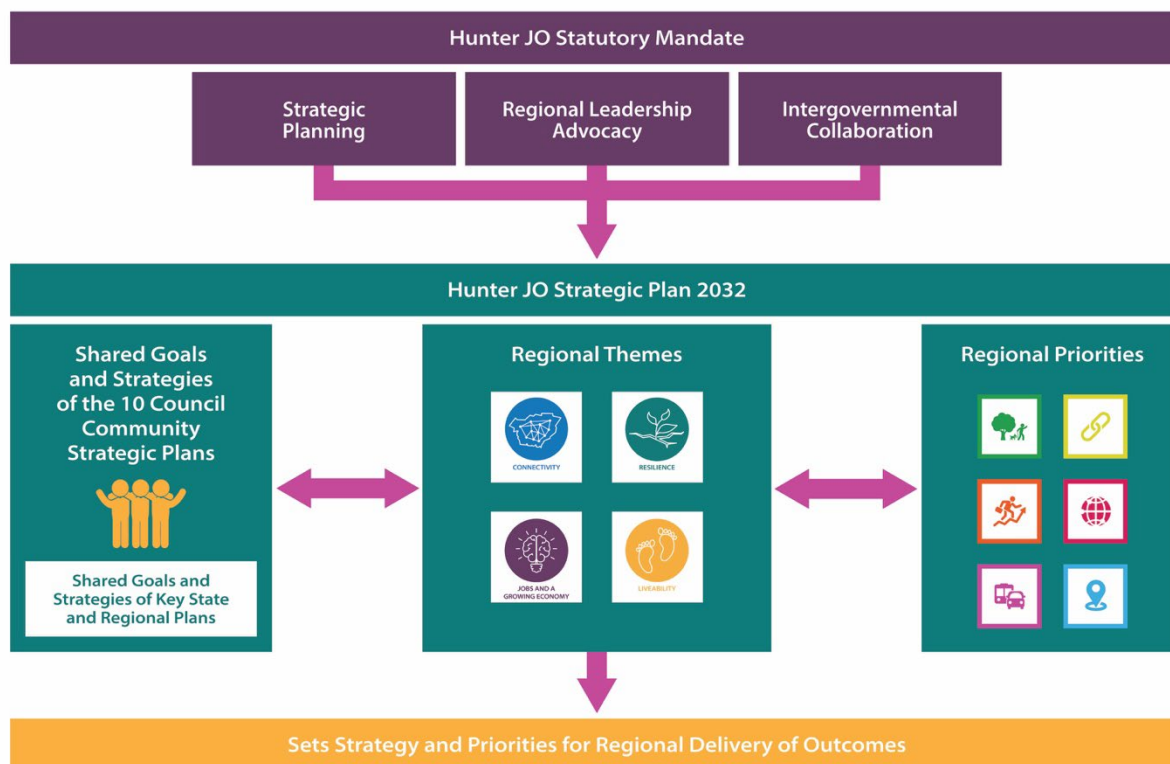 Hunter JO Statutory Mandate
Strategic
Planning
Regional Leadership
Advocacy
Intergovernmental
Collaboration
Hunter JO Strategic Plan 2032
Shared Goals
and Strategies
of the 10 Council
Community
Strategic Plans
Shared Goals and
Strategies of Key State
and Regional Plans
Regional Themes
CONNECTIVITY
RESILIENCE
JOBS AND A
GROWING ECONOMY
LIVEABILITY
Regional Priorities
Sets Strategy and Priorities for Regional Delivery of Outcomes